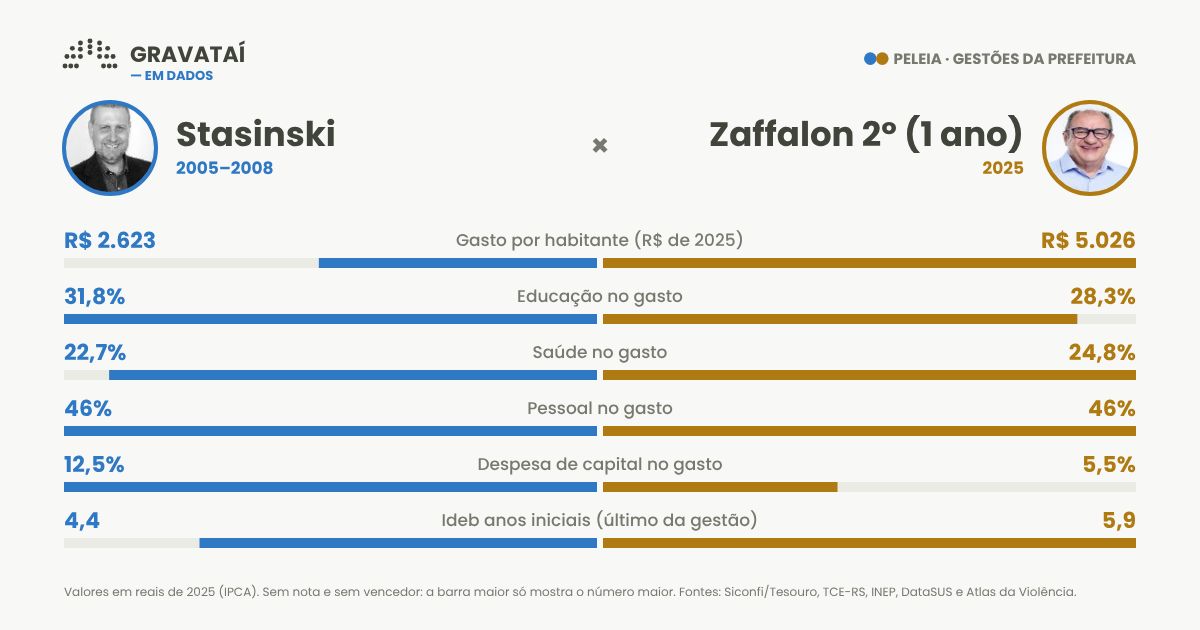 GRAVATAÍ
— EM DADOS
PELEIA · GESTÕES DA PREFEITURA
Stasinski
2005–2008
×
Zaffalon 2º (1 ano)
2025
R$ 2.623 Gasto por habitante (R$ de 2025) R$ 5.026
31,8% Educação no gasto 28,3%
22,7% Saúde no gasto 24,8%
46% Pessoal no gasto 46%
12,5% Despesa de capital no gasto 5,5%
4,4 Ideb anos iniciais (último da gestão) 5,9
Valores em reais de 2025 (IPCA). Sem nota e sem vencedor: a barra maior só mostra o número maior. Fontes: Siconfi/Tesouro, TCE-RS, INEP, DataSUS e Atlas da Violência.